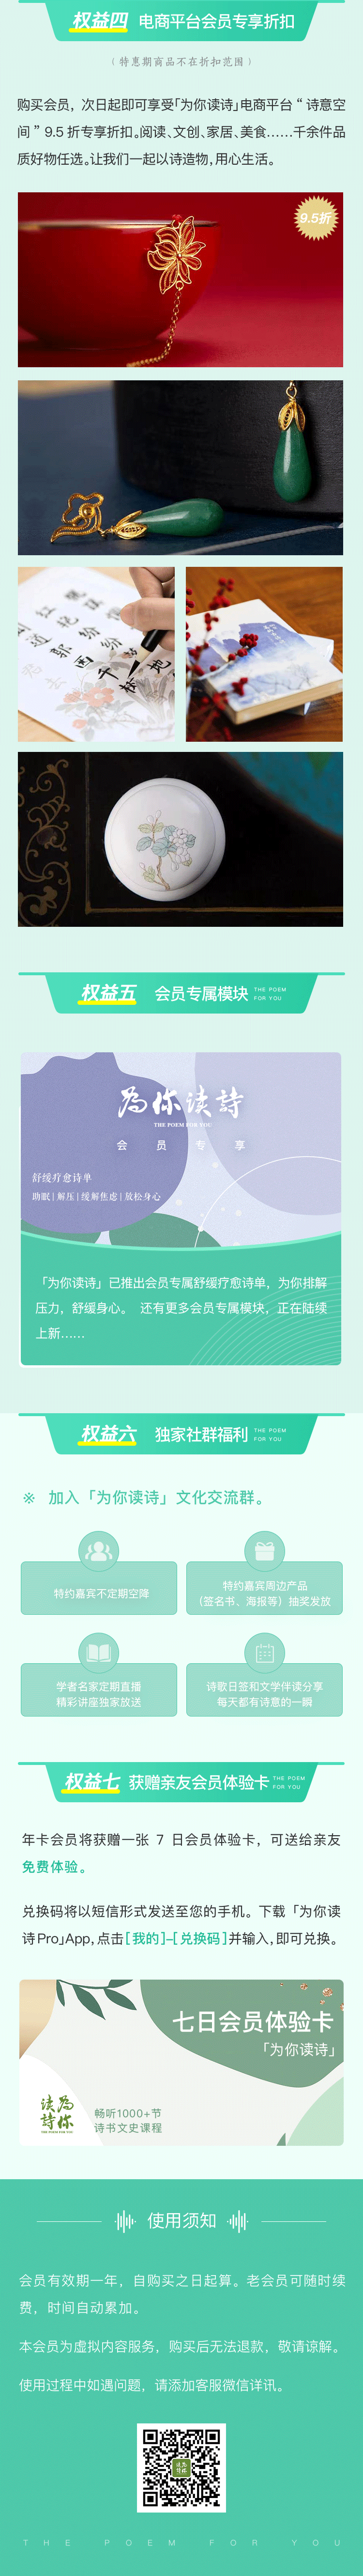 权益四 电商平台会员专享折扣
（特惠期商品不在折扣范围）
购买会员，次日起即可享受「为你读诗」电商平台“诗意空
间”9.5折专享折扣。阅读、文创、家居、美食……千余件品
质好物任选。让我们一起以诗造物，用心生活。
9.5折
权益五 会员专属模块 THE POEM
FOR YOU
为你读诗
THE POEM FOR YOU
会员专享
舒缓疗愈诗单
助眠|解压|缓解焦虑|放松身心
「为你读诗」已推出会员专属舒缓疗愈诗单，为你排解
压力，舒缓身心。 还有更多会员专属模块，正在陆续
上新……
权益六 独家社群福利 THE POEM
FOR YOU
※ 加入「为你读诗」文化交流群。
特约嘉宾不定期空降
特约嘉宾周边产品
（签名书、海报等）抽奖发放
学者名家定期直播
精彩讲座独家放送
诗歌日签和文学伴读分享
每天都有诗意的一瞬
权益七 获赠亲友会员体验卡 THE POEM
FOR YOU
年卡会员将获赠一张 7 日会员体验卡，可送给亲友
免费体验。
兑换码将以短信形式发送至您的手机。下载「为你读
诗Pro」App，点击[我的]-[兑换码]并输入，即可兑换。
七日会员体验卡
「为你读诗」
为你读诗
THE POEM FOR YOU
畅听1000+节
诗书文史课程
使用须知
会员有效期一年，自购买之日起算。老会员可随时续
费，时间自动累加。
本会员为虚拟内容服务，购买后无法退款，敬请谅解。
使用过程中如遇问题，请添加客服微信详讯。
THE POEM FOR YOU